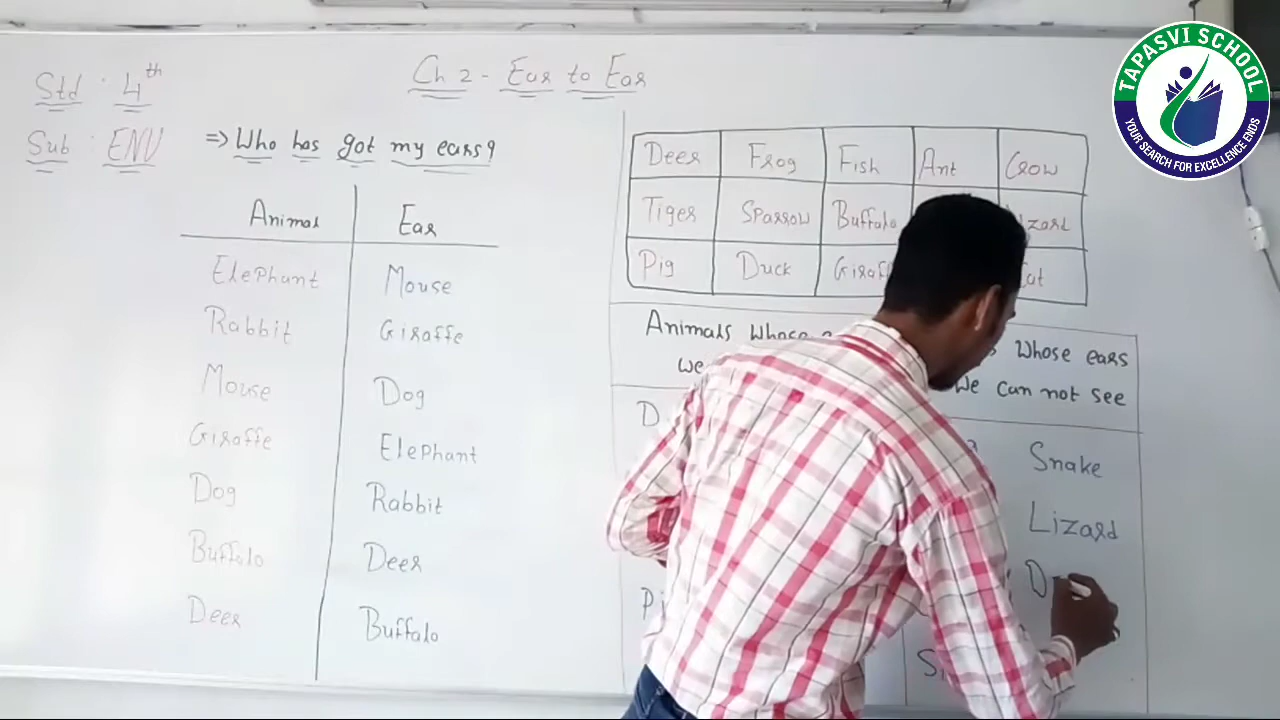 Std : 4th
Sub : ENV
Ch 2 - Ear to Ear
⇒ Who has got my ears?
Animal Ear
Elephant Mouse
Rabbit Giraffe
Mouse Dog
Giraffe Elephant
Dog Rabbit
Buffalo Deer
Deer Buffalo
Deer Frog Fish Ant Crow
Tiger Sparrow Buffalo
Pig Duck
Animals whose
we
whose ears
we can not see
Snake
Lizard
TAPASVI SCHOOL
YOUR SEARCH FOR EXCELLENCE ENDS